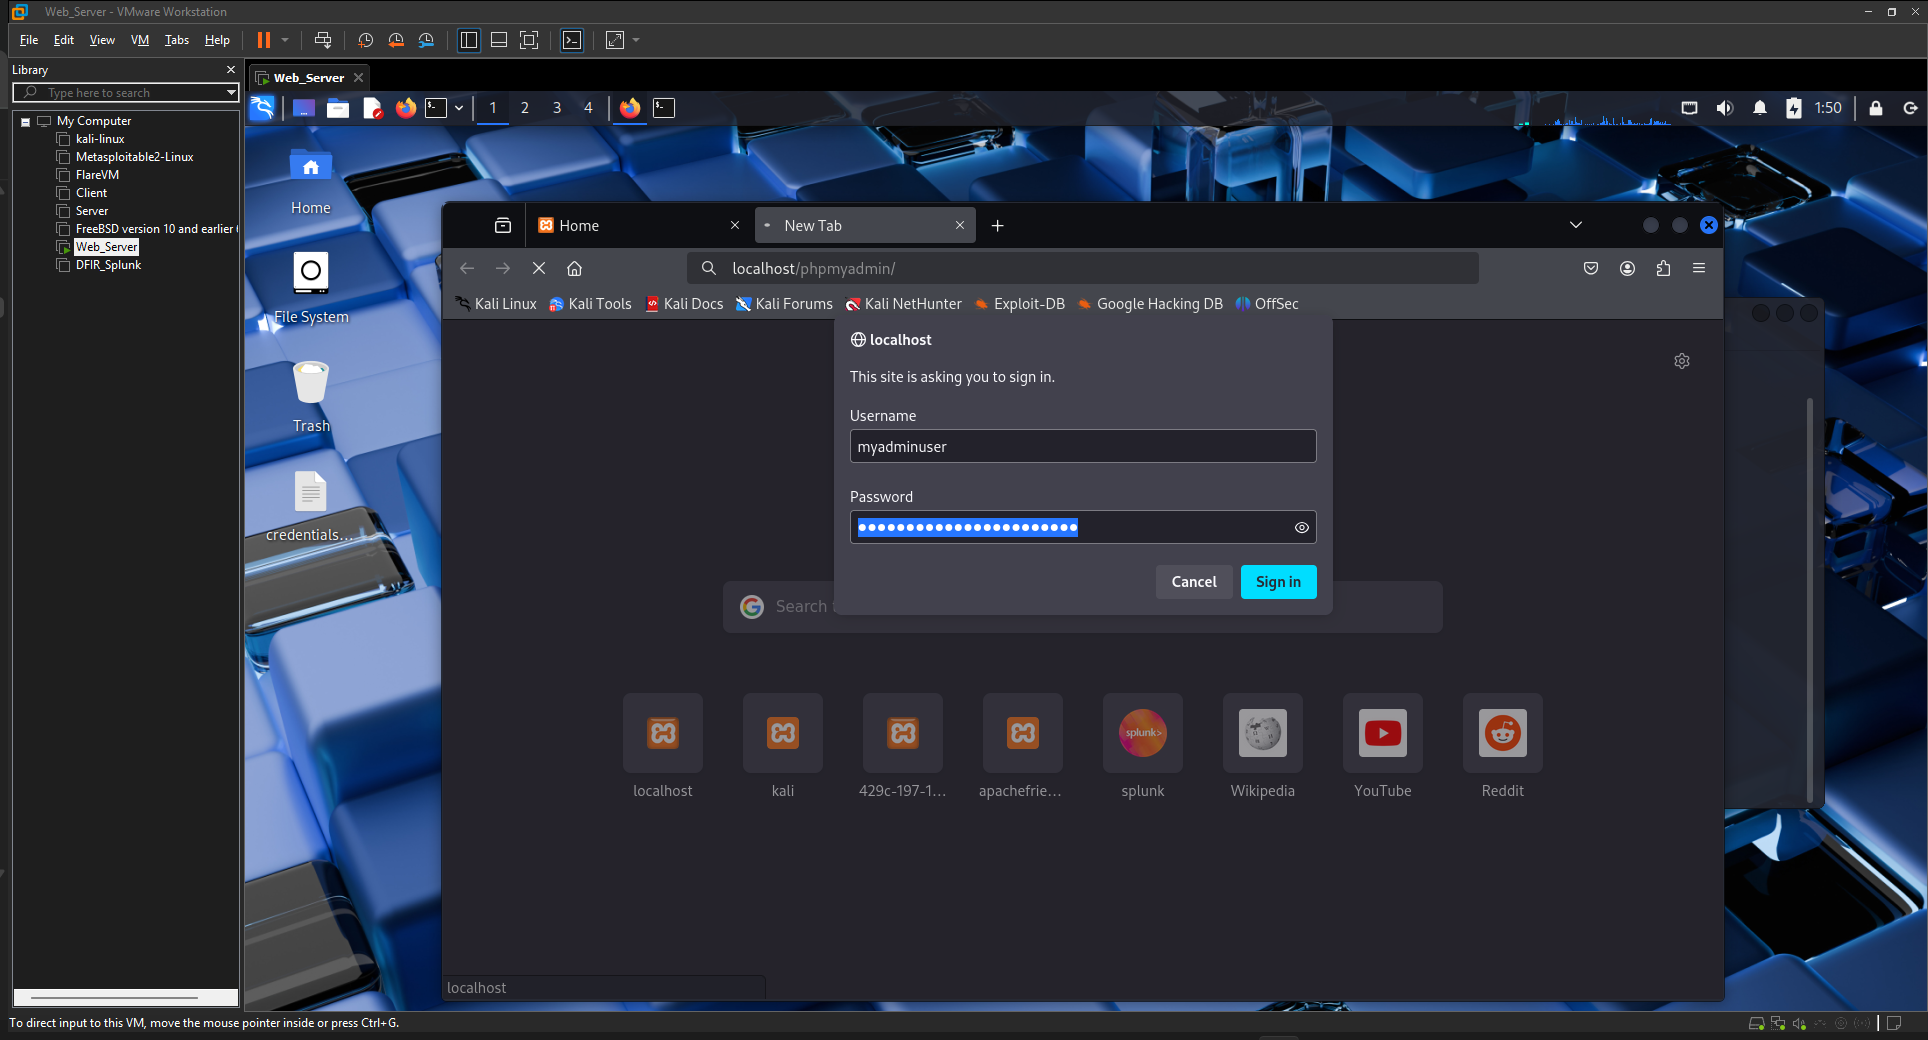 Web_Server - VMware Workstation
File Edit View VM Tabs Help
Library
Type here to search
My Computer
kali-linux
Metasploitable2-Linux
FlareVM
Client
Server
FreeBSD version 10 and earlier
Web_Server
DFIR_Splunk
Web_Server
1 2 3 4
1:50
Home
File System
Trash
credentials...
Home
New Tab
localhost/phpmyadmin/
Kali Linux Kali Tools Kali Docs Kali Forums Kali NetHunter Exploit-DB Google Hacking DB OffSec
localhost
This site is asking you to sign in.
Username
myadminuser
Password
•••••••••••••••••••••••
Cancel Sign in
Search
splunk>
localhost kali 429c-197-1... apachefrie... splunk Wikipedia YouTube Reddit
localhost
To direct input to this VM, move the mouse pointer inside or press Ctrl+G.